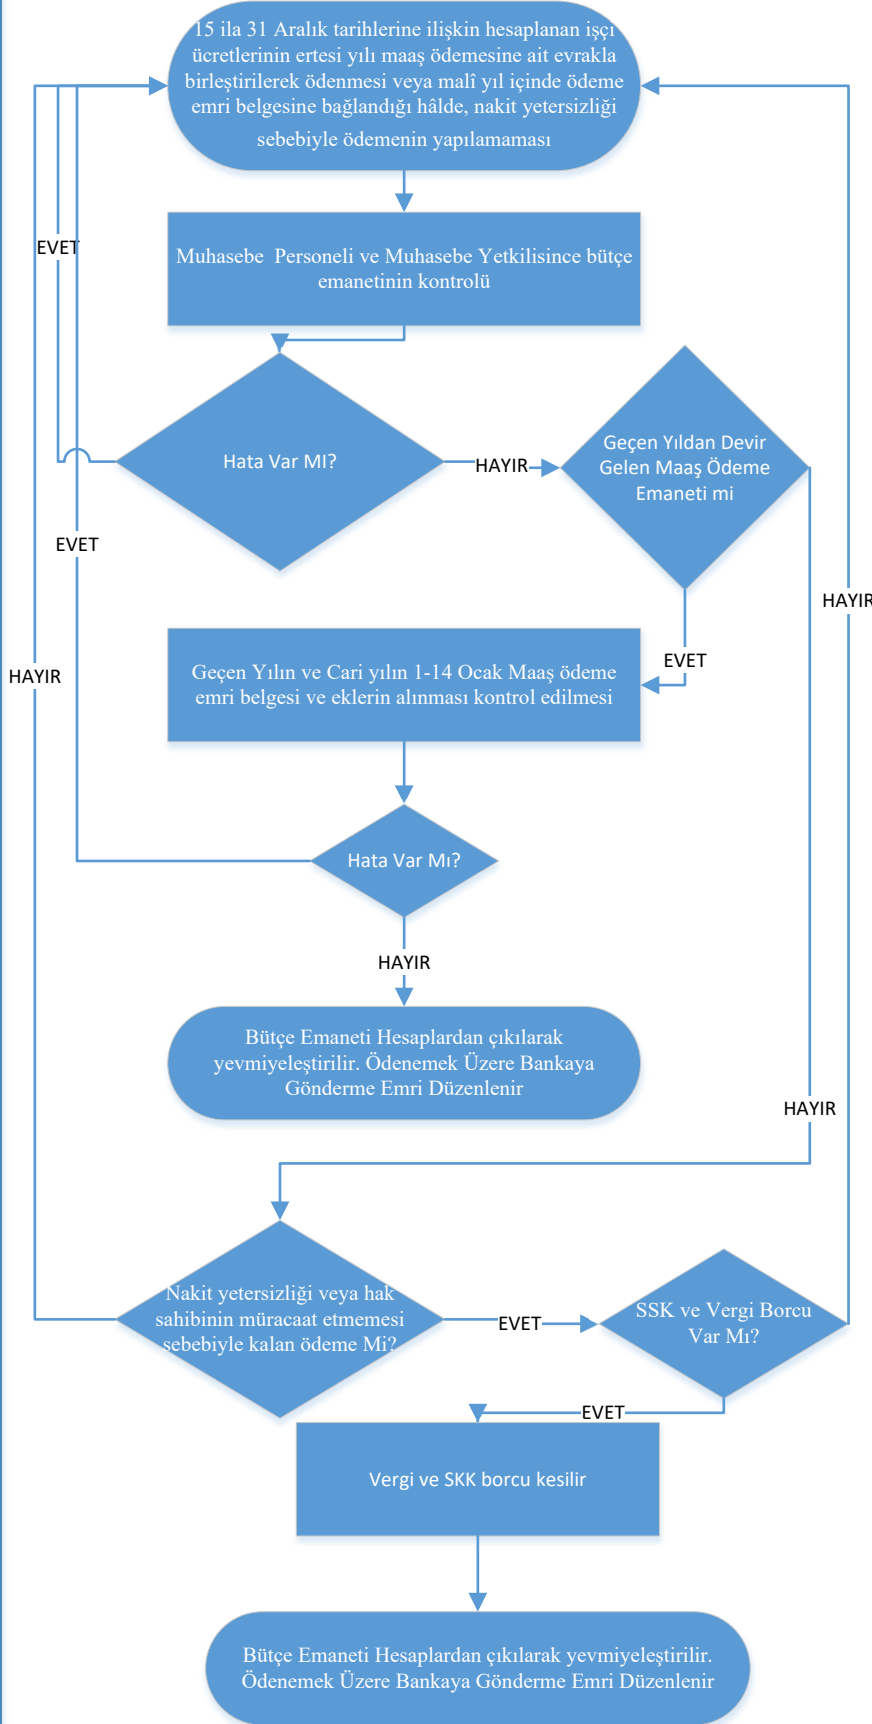 15 ila 31 Aralık tarihlerine ilişkin hesaplanan işçi
ücretlerinin ertesi yılı maaş ödemesine ait evrakla
birleştirilerek ödenmesi veya malî yıl içinde ödeme
emri belgesine bağlandığı hâlde, nakit yetersizliği
sebebiyle ödemenin yapılamaması
EVET
Muhasebe Personeli ve Muhasebe Yetkilisince bütçe
emanetinin kontrolü
Hata Var MI?
HAYIR
Geçen Yıldan Devir
Gelen Maaş Ödeme
Emaneti mi
EVET
HAYIR
EVET
HAYIR
Geçen Yılın ve Cari yılın 1-14 Ocak Maaş ödeme
emri belgesi ve eklerin alınması kontrol edilmesi
Hata Var Mı?
HAYIR
Bütçe Emaneti Hesaplardan çıkılarak
yevmiyeleştirilir. Ödenemek Üzere Bankaya
Gönderme Emri Düzenlenir
HAYIR
Nakit yetersizliği veya hak
sahibinin müracaat etmemesi
sebebiyle kalan ödeme Mi?
EVET
SSK ve Vergi Borcu
Var Mı?
EVET
Vergi ve SKK borcu kesilir
Bütçe Emaneti Hesaplardan çıkılarak yevmiyeleştirilir.
Ödenemek Üzere Bankaya Gönderme Emri Düzenlenir